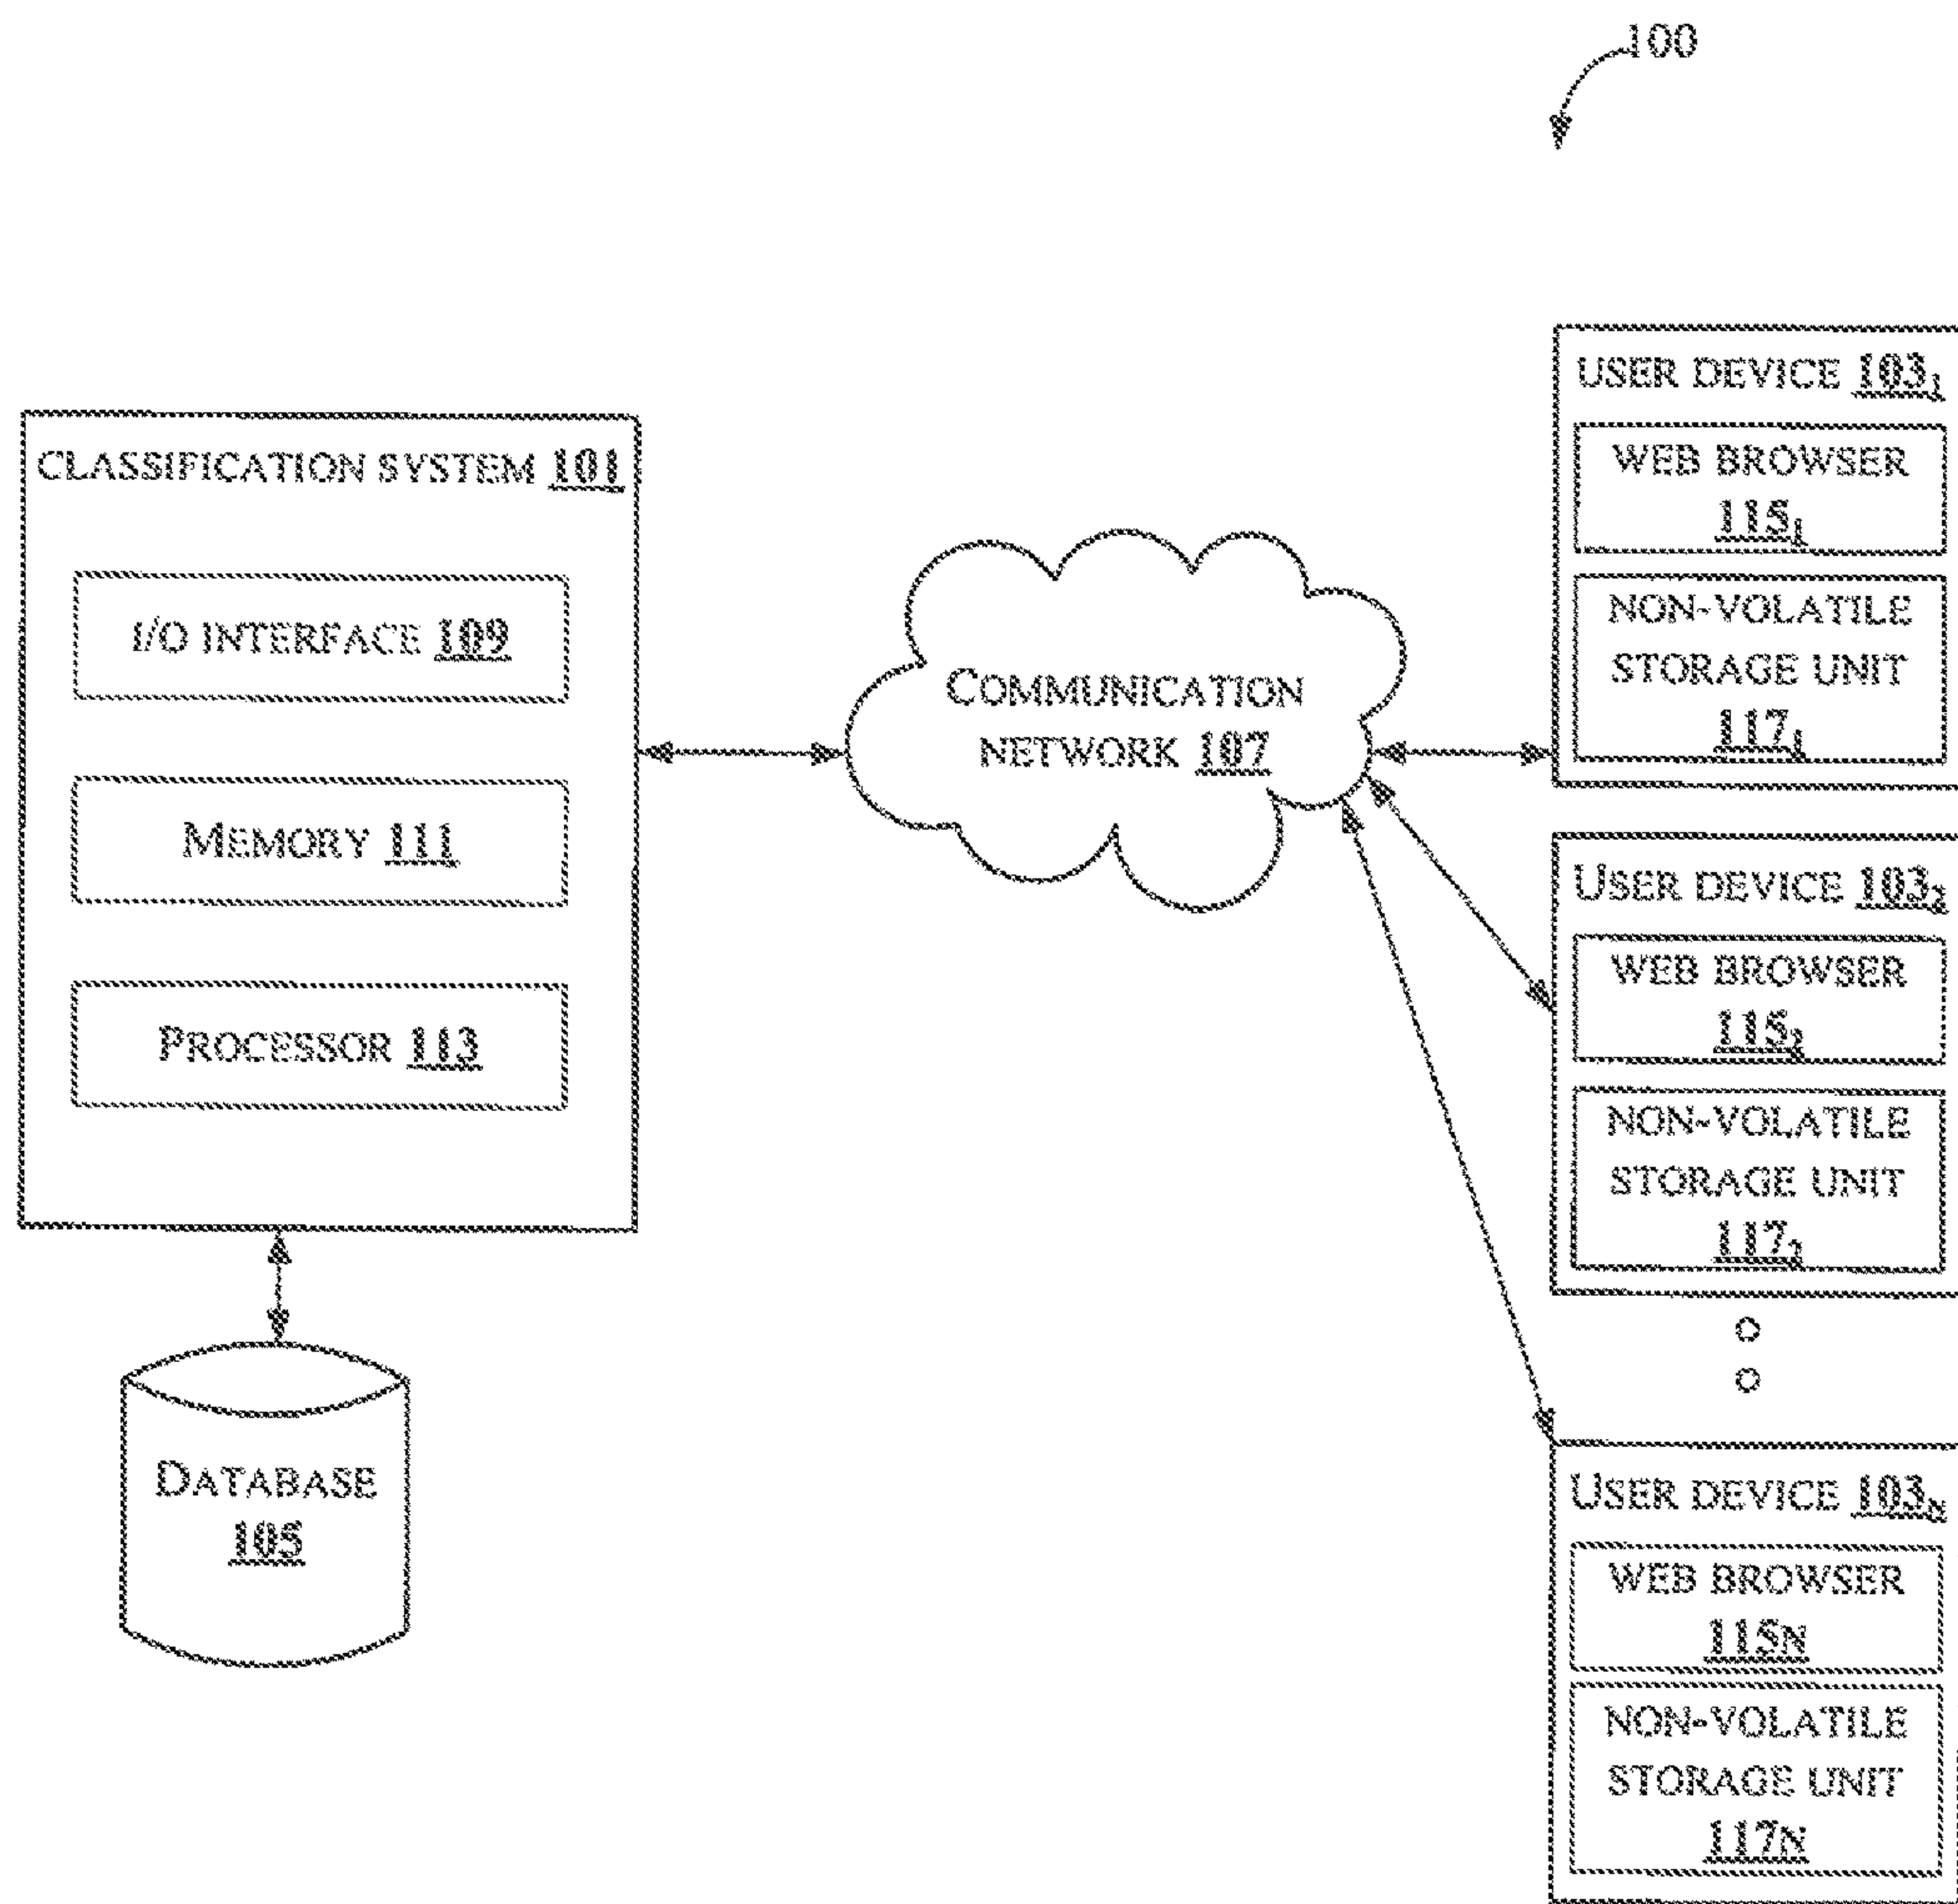 100
CLASSIFICATION SYSTEM 101
I/O INTERFACE 109
MEMORY 111
PROCESSOR 113
DATABASE
105
COMMUNICATION
NETWORK 107
USER DEVICE 103₁
WEB BROWSER
115₁
NON-VOLATILE
STORAGE UNIT
117₁
USER DEVICE 103₂
WEB BROWSER
115₂
NON-VOLATILE
STORAGE UNIT
117₂
USER DEVICE 103N
WEB BROWSER
115N
NON-VOLATILE
STORAGE UNIT
117N